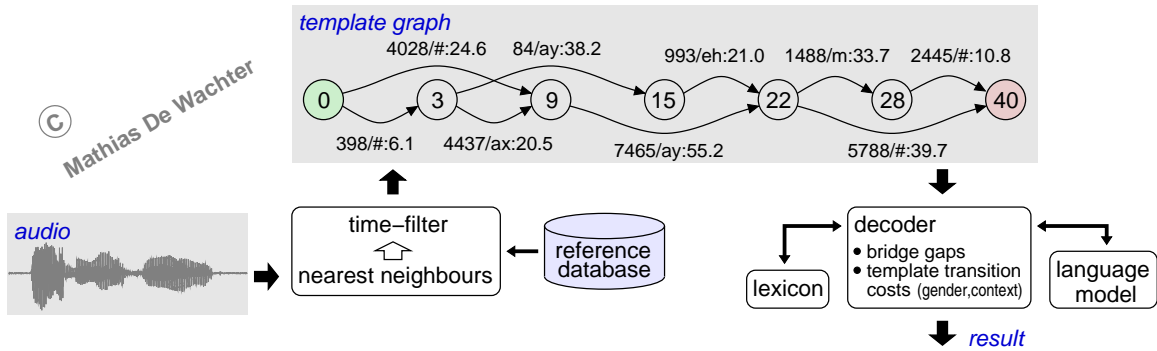 template graph
4028/#:24.6
84/ay:38.2
993/eh:21.0
1488/m:33.7
2445/#:10.8
0
3
9
15
22
28
40
398/#:6.1
4437/ax:20.5
7465/ay:55.2
5788/#:39.7
C
Mathias De Wachter
audio
time−filter
nearest neighbours
reference
database
decoder
• bridge gaps
• template transition
costs (gender,context)
lexicon
language
model
result